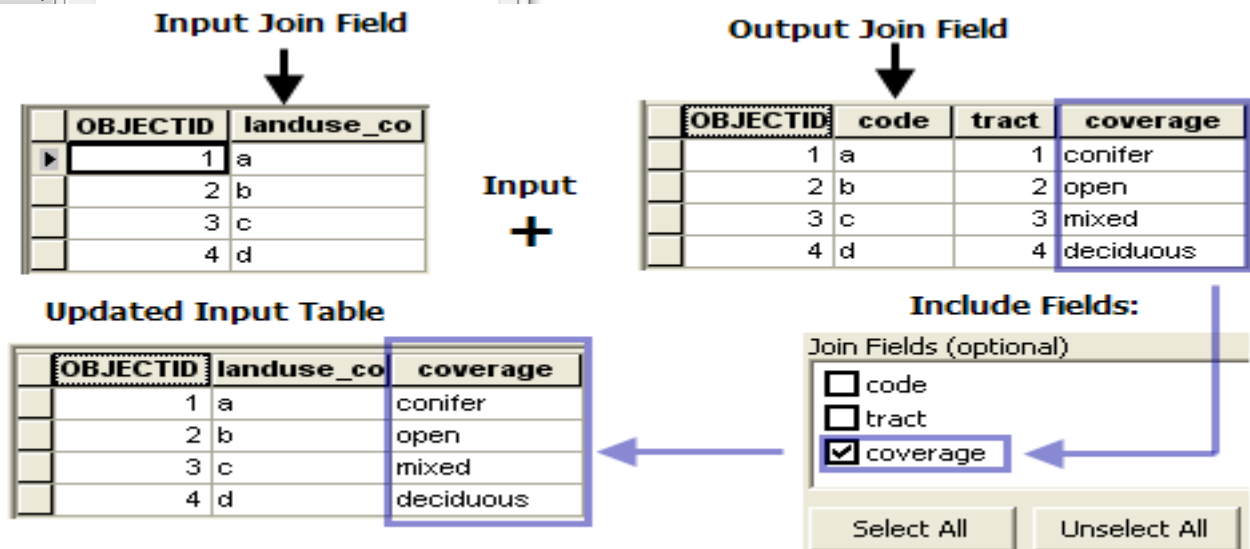 Input Join Field
OBJECTID landuse_co
1 a
2 b
3 c
4 d
Input
+
Output Join Field
OBJECTID code tract coverage
1 a 1 conifer
2 b 2 open
3 c 3 mixed
4 d 4 deciduous
Updated Input Table
OBJECTID landuse_co coverage
1 a conifer
2 b open
3 c mixed
4 d deciduous
Include Fields:
Join Fields (optional)
code
tract
coverage
Select All Unselect All